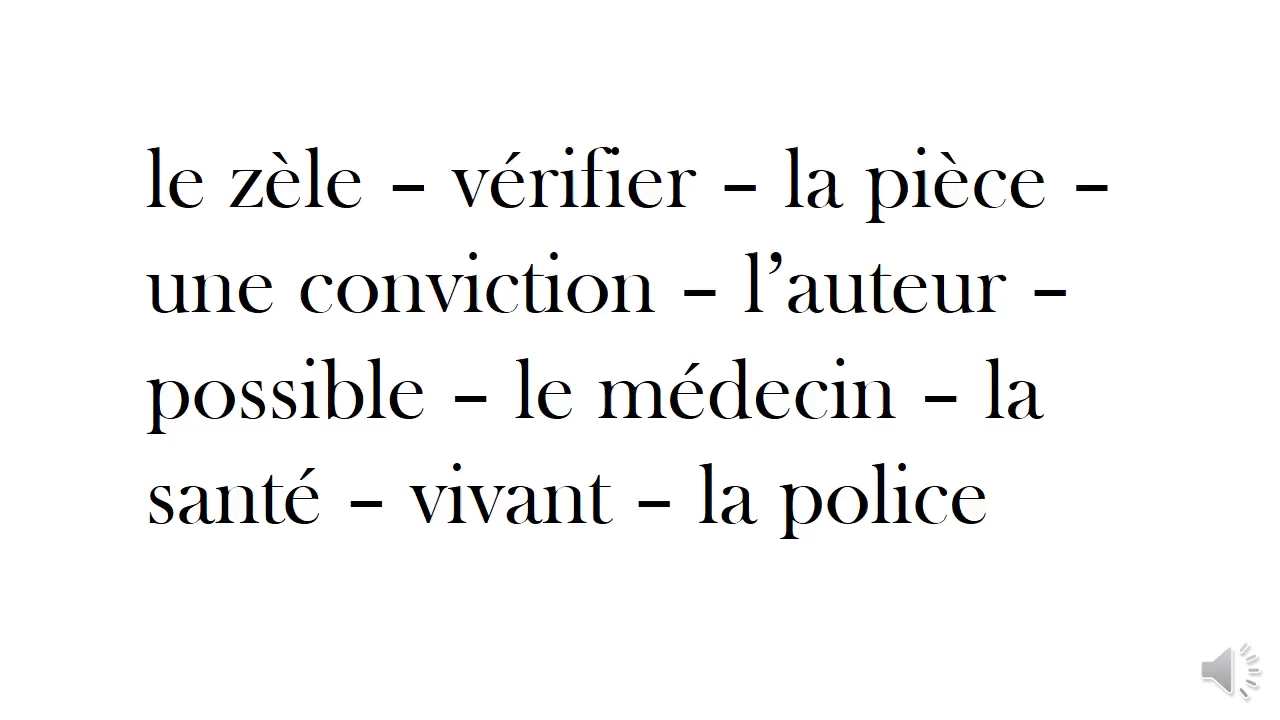 le zèle – vérifier – la pièce –
une conviction – l’auteur –
possible – le médecin – la
santé – vivant – la police